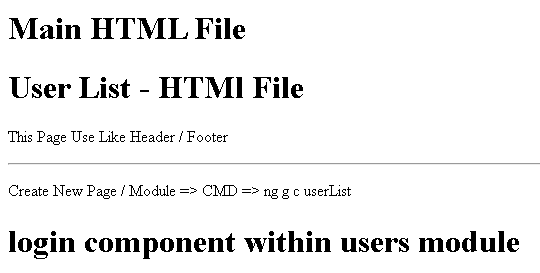 Main HTML File
User List - HTMl File
This Page Use Like Header / Footer
Create New Page / Module => CMD => ng g c userList
login component within users module